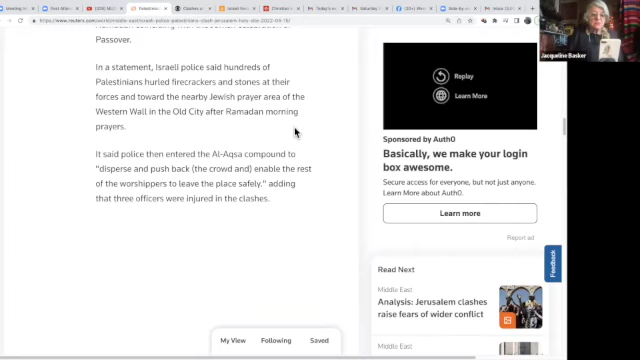 www.reuters.com/
Passover.
In a statement, Israeli police said hundreds of
Palestinians hurled firecrackers and stones at their
forces and toward the nearby Jewish prayer area of the
Western Wall in the Old City after Ramadan morning
prayers.
It said police then entered the Al-Aqsa compound to
"disperse and push back (the crowd and) enable the rest
of the worshippers to leave the place safely," adding
that three officers were injured in the clashes.
My View
Following
Saved
Replay
Learn More
Sponsored by Auth0
Basically, we make your login
box awesome.
Secure access for everyone, but not just anyone.
Learn More about Auth0.
Learn more
Report ad
Feedback
Read Next
Middle East
Analysis: Jerusalem clashes
raise fears of wider conflict
Middle East
Jacqueline Basker